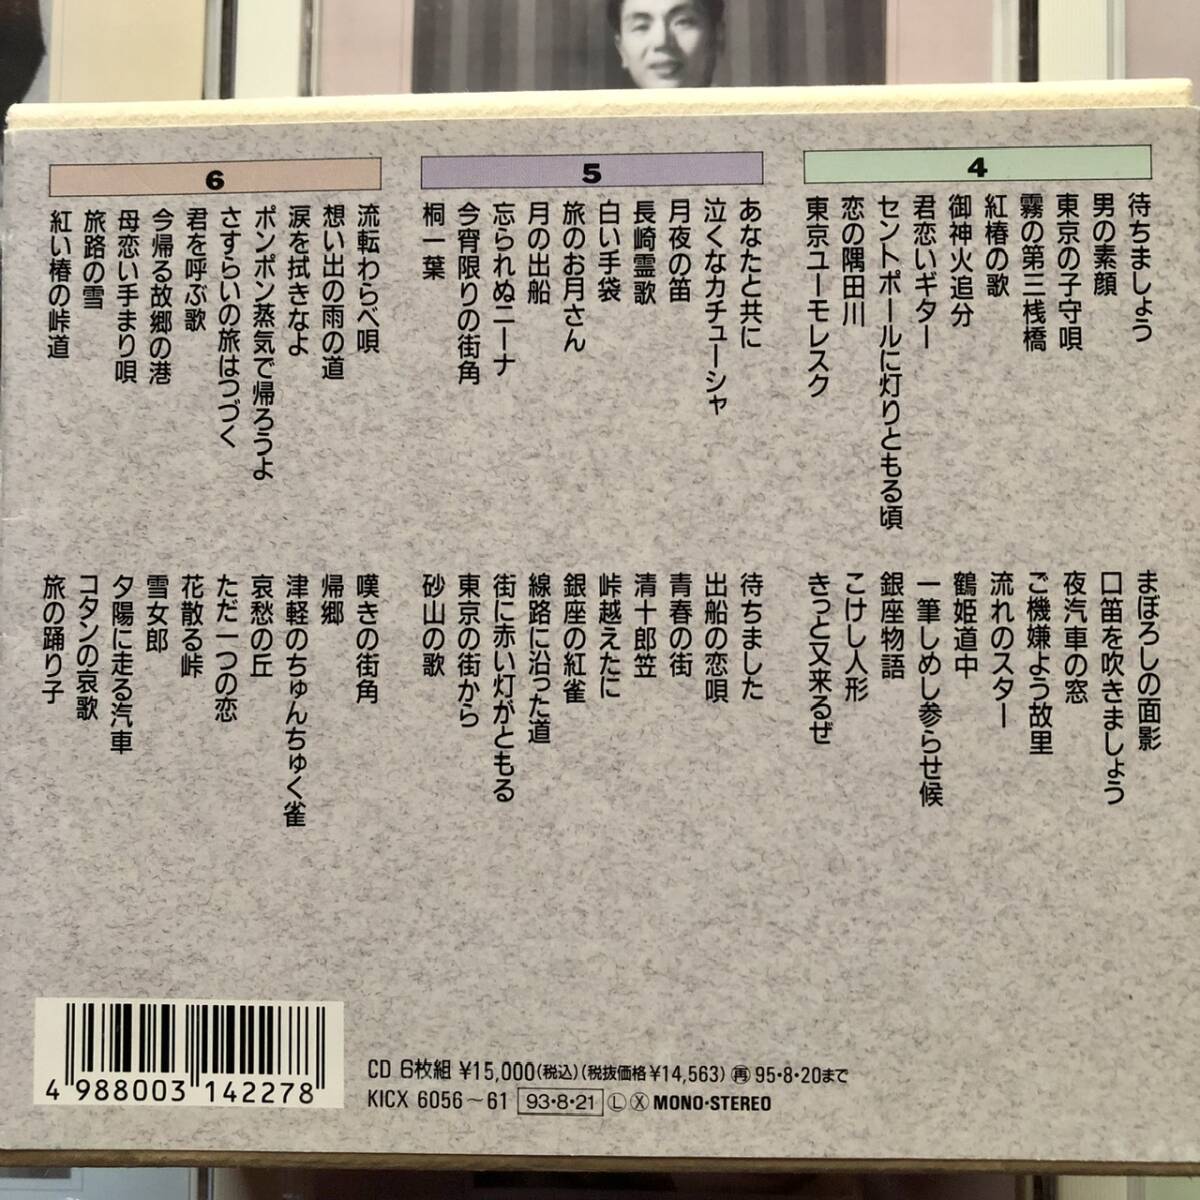 4
待ちましょう
男の素顔
東京の子守唄
霧の第三桟橋
紅椿の歌
御神火追分
君恋いギター
セントポールに灯りともる頃
恋の隅田川
東京ユーモレスク
まぼろしの面影
口笛を吹きましょう
夜汽車の窓
ご機嫌よう故里
流れのスター
鶴姫道中
一筆しめし参らせ候
銀座物語
こけし人形
きっと又来るぜ
5
あなたと共に
泣くなカチューシャ
月夜の笛
長崎霊歌
白い手袋
旅のお月さん
月の出船
忘られぬニーナ
今宵限りの街角
桐一葉
待ちました
出船の恋唄
青春の街
清十郎笠
峠越えたに
銀座の紅雀
線路に沿った道
街に赤い灯がともる
東京の街から
砂山の歌
6
流転わらべ唄
想い出の雨の道
涙を拭きなよ
ポンポン蒸気で帰ろうよ
さすらいの旅はつづく
君を呼ぶ歌
今帰る故郷の港
母恋い手まり唄
旅路の雪
紅い椿の峠道
嘆きの街角
帰郷
津軽のちゅんちゅく雀
哀愁の丘
ただ一つの恋
花散る峠
雪女郎
夕陽に走る汽車
コタンの哀歌
旅の踊り子
4 988003 142278
CD 6枚組 ¥15,000(税込)(税抜価格¥14,563) 再 95・8・20まで
KICX 6056〜61 93・8・21 Ⓛ Ⓧ MONO・STEREO